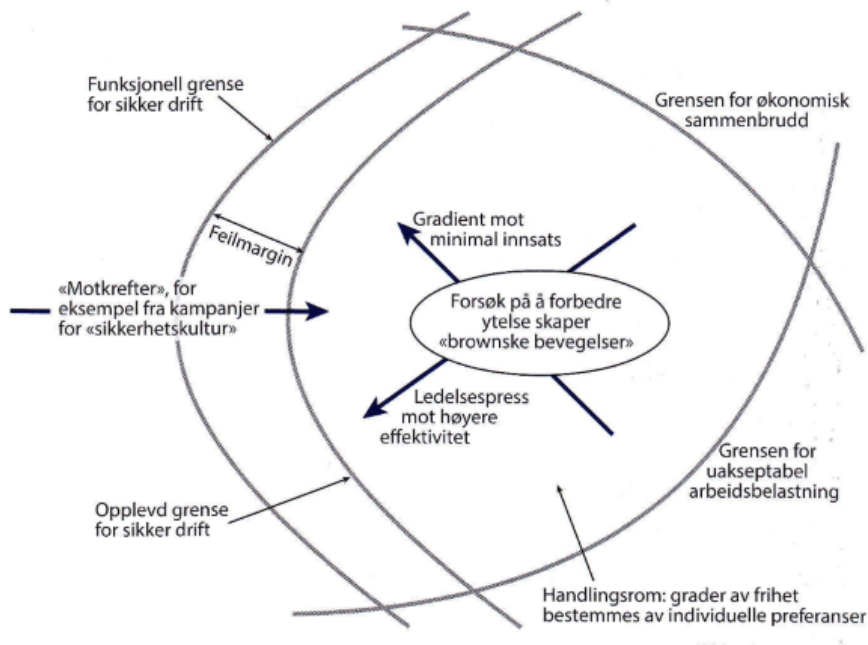 Funksjonell grense
for sikker drift
Grensen for økonomisk
sammenbrudd
Gradient mot
minimal innsats
Feilmargin
«Motkrefter», for
eksempel fra kampanjer
for «sikkerhetskultur»
Forsøk på å forbedre
ytelse skaper
«brownske bevegelser»
Ledelsespress
mot høyere
effektivitet
Grensen for
uakseptabel
arbeidsbelastning
Opplevd grense
for sikker drift
Handlingsrom: grader av frihet
bestemmes av individuelle preferanser